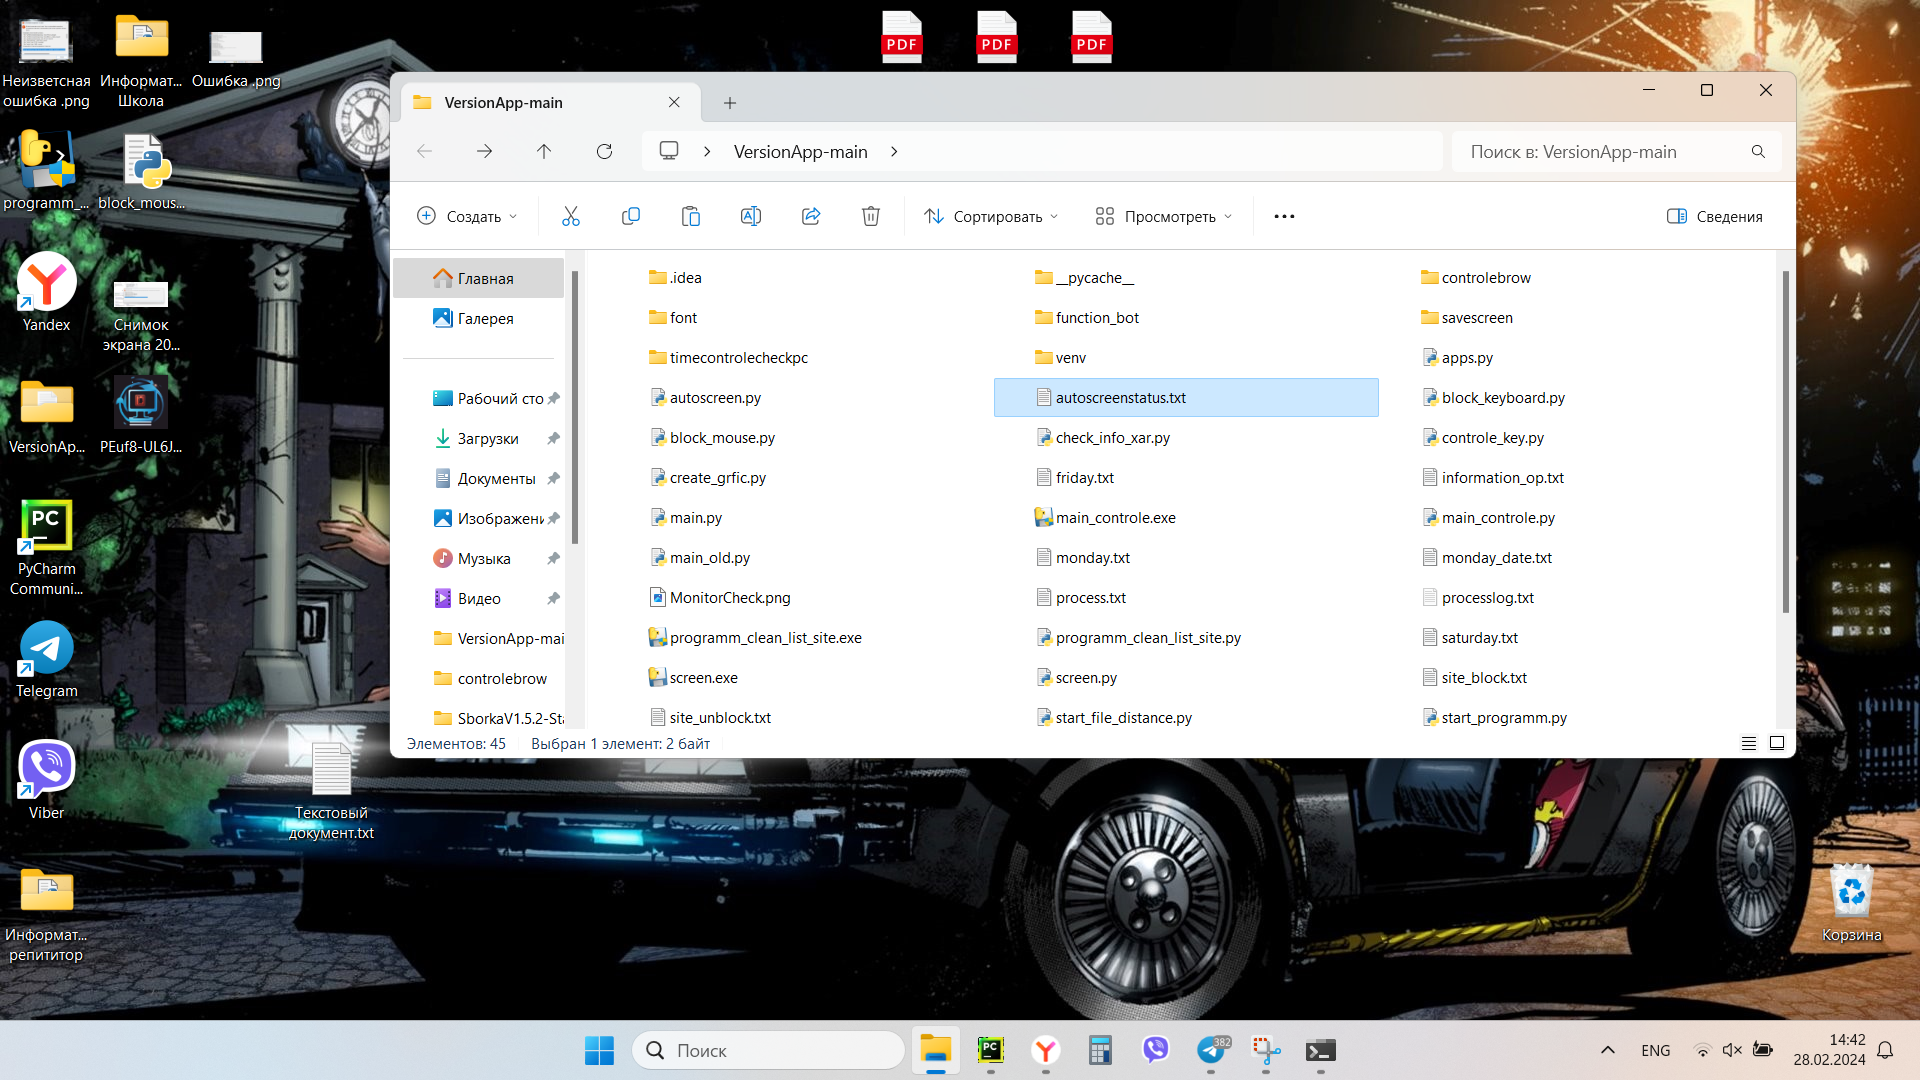 Неизветсная
ошибка .png
Информат...
Школа
Ошибка .png
PDF
PDF
PDF
programm_...
block_mous...
Yandex
Снимок
экрана 20...
VersionAp...
PEuf8-UL6J...
PC
PyCharm
Communi...
Telegram
Viber
Текстовый
документ.txt
Информат...
репититор
Корзина
VersionApp-main
VersionApp-main
Поиск в: VersionApp-main
Создать
Сортировать
Просмотреть
Сведения
Главная
Галерея
Рабочий сто
Загрузки
Документы
Изображени
Музыка
Видео
VersionApp-mai
controlebrow
SborkaV1.5.2-Sta
.idea
__pycache__
controlebrow
font
function_bot
savescreen
timecontrolecheckpc
venv
apps.py
autoscreen.py
autoscreenstatus.txt
block_keyboard.py
block_mouse.py
check_info_xar.py
controle_key.py
create_grfic.py
friday.txt
information_op.txt
main.py
main_controle.exe
main_controle.py
main_old.py
monday.txt
monday_date.txt
MonitorCheck.png
process.txt
processlog.txt
programm_clean_list_site.exe
programm_clean_list_site.py
saturday.txt
screen.exe
screen.py
site_block.txt
site_unblock.txt
start_file_distance.py
start_programm.py
Элементов: 45
Выбран 1 элемент: 2 байт
Поиск
PC
382
ENG
14:42
28.02.2024